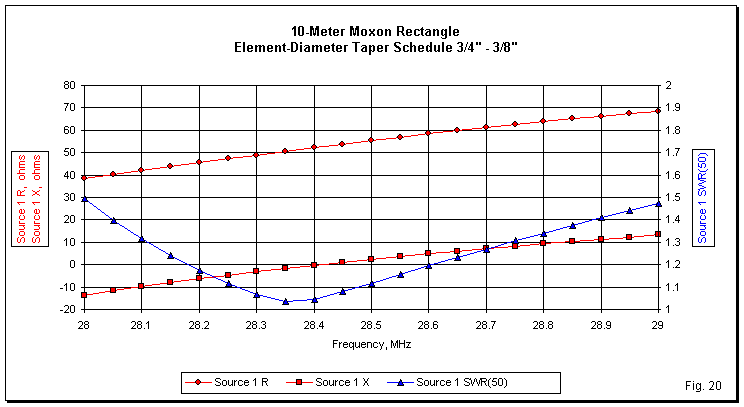 10-Meter Moxon Rectangle
Element-Diameter Taper Schedule 3/4" - 3/8"
80
70
60
50
40
30
20
10
0
-10
-20
Source 1 R, ohms
Source 1 X, ohms
2
1.9
1.8
1.7
1.6
1.5
1.4
1.3
1.2
1.1
1
Source 1 SWR(50)
28 28.1 28.2 28.3 28.4 28.5 28.6 28.7 28.8 28.9 29
Frequency, MHz
Source 1 R Source 1 X Source 1 SWR(50)
Fig. 20